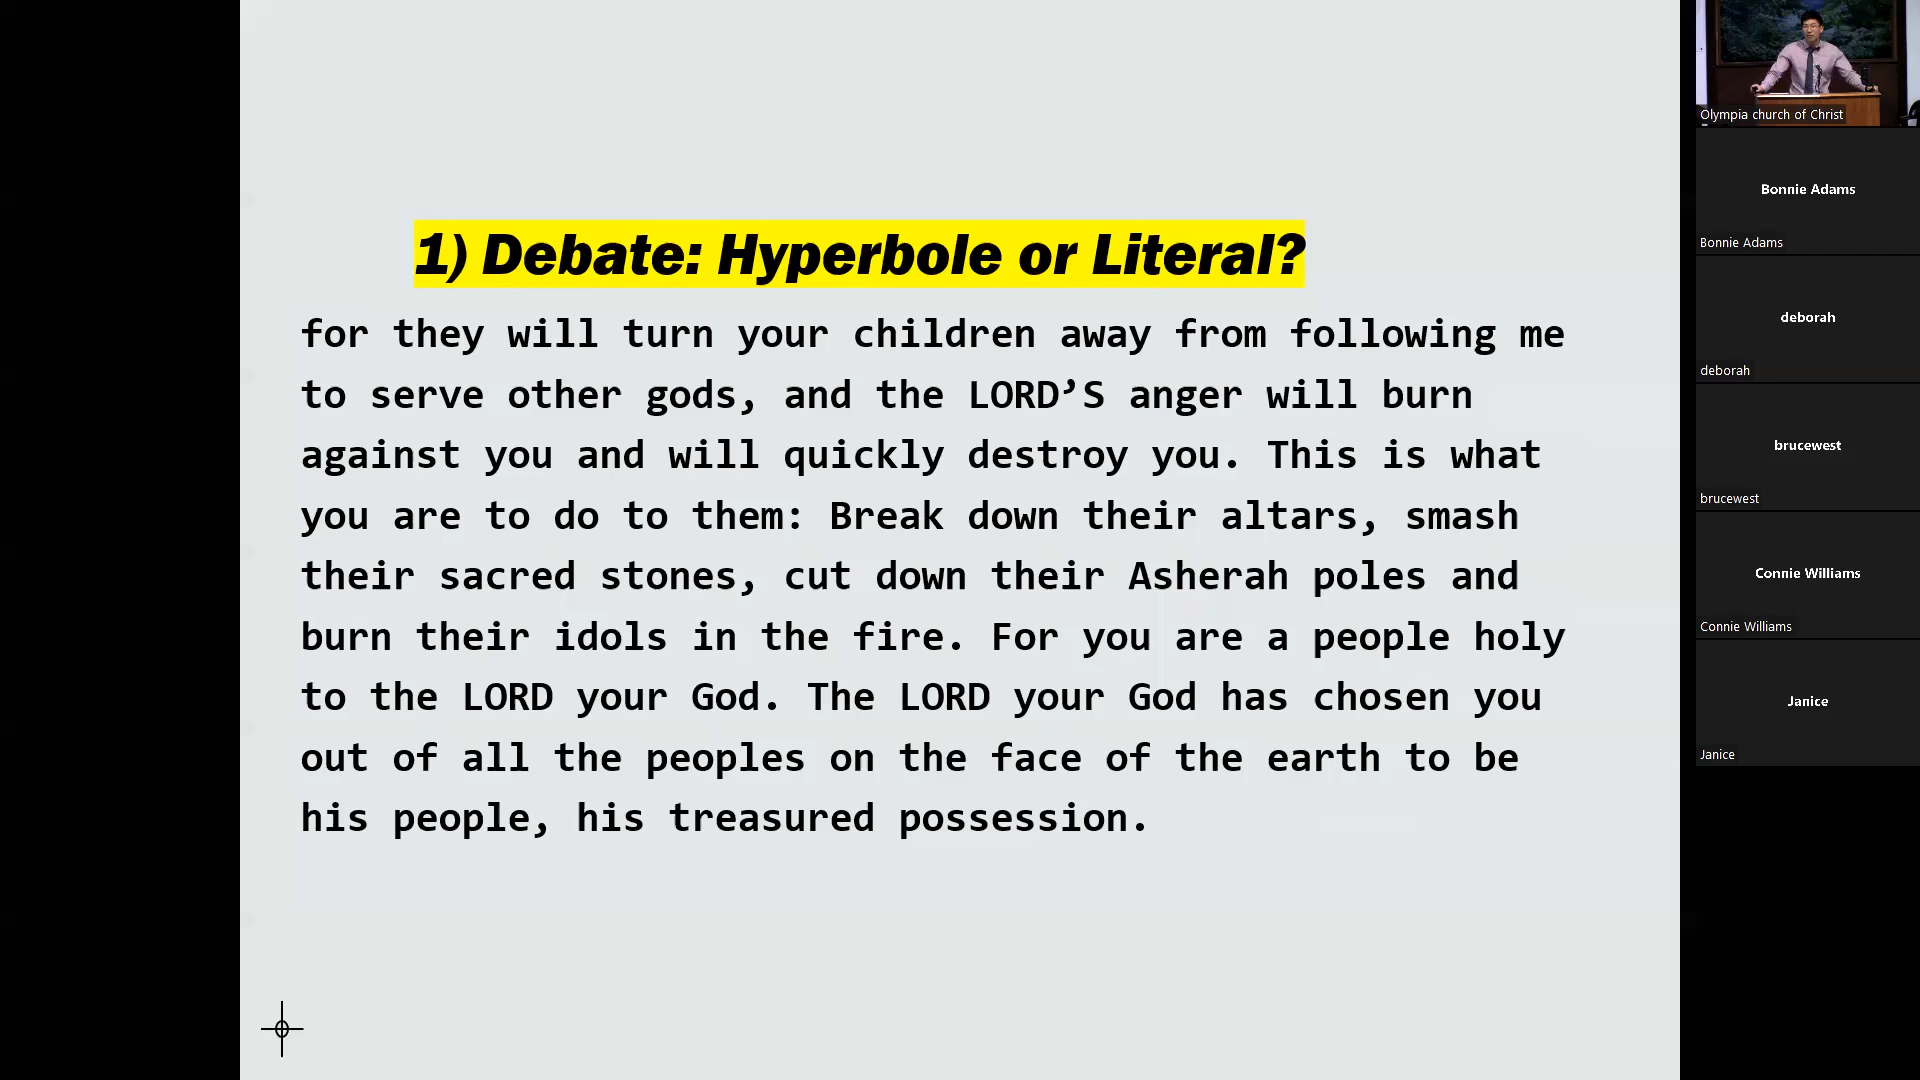 1) Debate: Hyperbole or Literal?
for they will turn your children away from following me
to serve other gods, and the LORD’S anger will burn
against you and will quickly destroy you. This is what
you are to do to them: Break down their altars, smash
their sacred stones, cut down their Asherah poles and
burn their idols in the fire. For you are a people holy
to the LORD your God. The LORD your God has chosen you
out of all the peoples on the face of the earth to be
his people, his treasured possession.
Olympia church of Christ
Bonnie Adams
Bonnie Adams
deborah
deborah
brucewest
brucewest
Connie Williams
Connie Williams
Janice
Janice